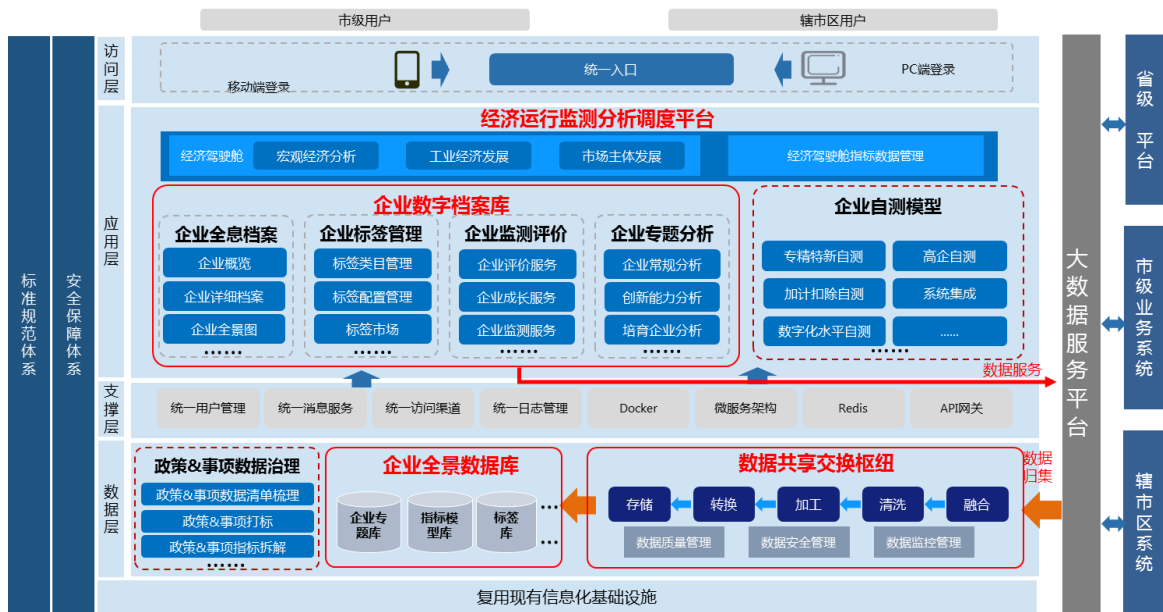 市级用户
辖市区用户
标准规范体系
安全保障体系
访问层
移动端登录
统一入口
PC端登录
应用层
经济运行监测分析调度平台
经济驾驶舱
宏观经济分析
工业经济发展
市场主体发展
经济驾驶舱指标数据管理
企业数字档案库
企业全息档案
企业概览
企业详细档案
企业全景图
......
企业标签管理
标签类目管理
标签配置管理
标签市场
......
企业监测评价
企业评价服务
企业成长服务
企业监测服务
......
企业专题分析
企业常规分析
创新能力分析
培育企业分析
......
企业自测模型
专精特新自测
高企自测
加计扣除自测
系统集成
数字化水平自测
......
......
数据服务
支撑层
统一用户管理
统一消息服务
统一访问渠道
统一日志管理
Docker
微服务架构
Redis
API网关
数据层
政策&事项数据治理
政策&事项数据清单梳理
政策&事项打标
政策&事项指标拆解
......
企业全景数据库
企业专
题库
指标模
型库
标签
库
...
...
数据共享交换枢纽
存储
转换
加工
清洗
融合
数据质量管理
数据安全管理
数据监控管理
数据
归集
复用现有信息化基础设施
大数据服务平台
省级平台
市级业务系统
辖市区系统